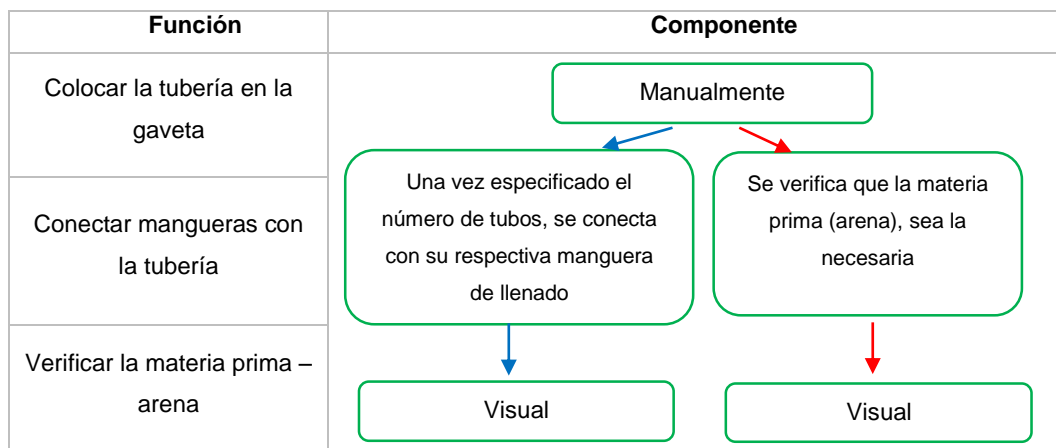 Función
Componente
Colocar la tubería en la
gaveta
Manualmente
Conectar mangueras con
la tubería
Una vez especificado el
número de tubos, se conecta
con su respectiva manguera
de llenado
Se verifica que la materia
prima (arena), sea la
necesaria
Verificar la materia prima –
arena
Visual
Visual